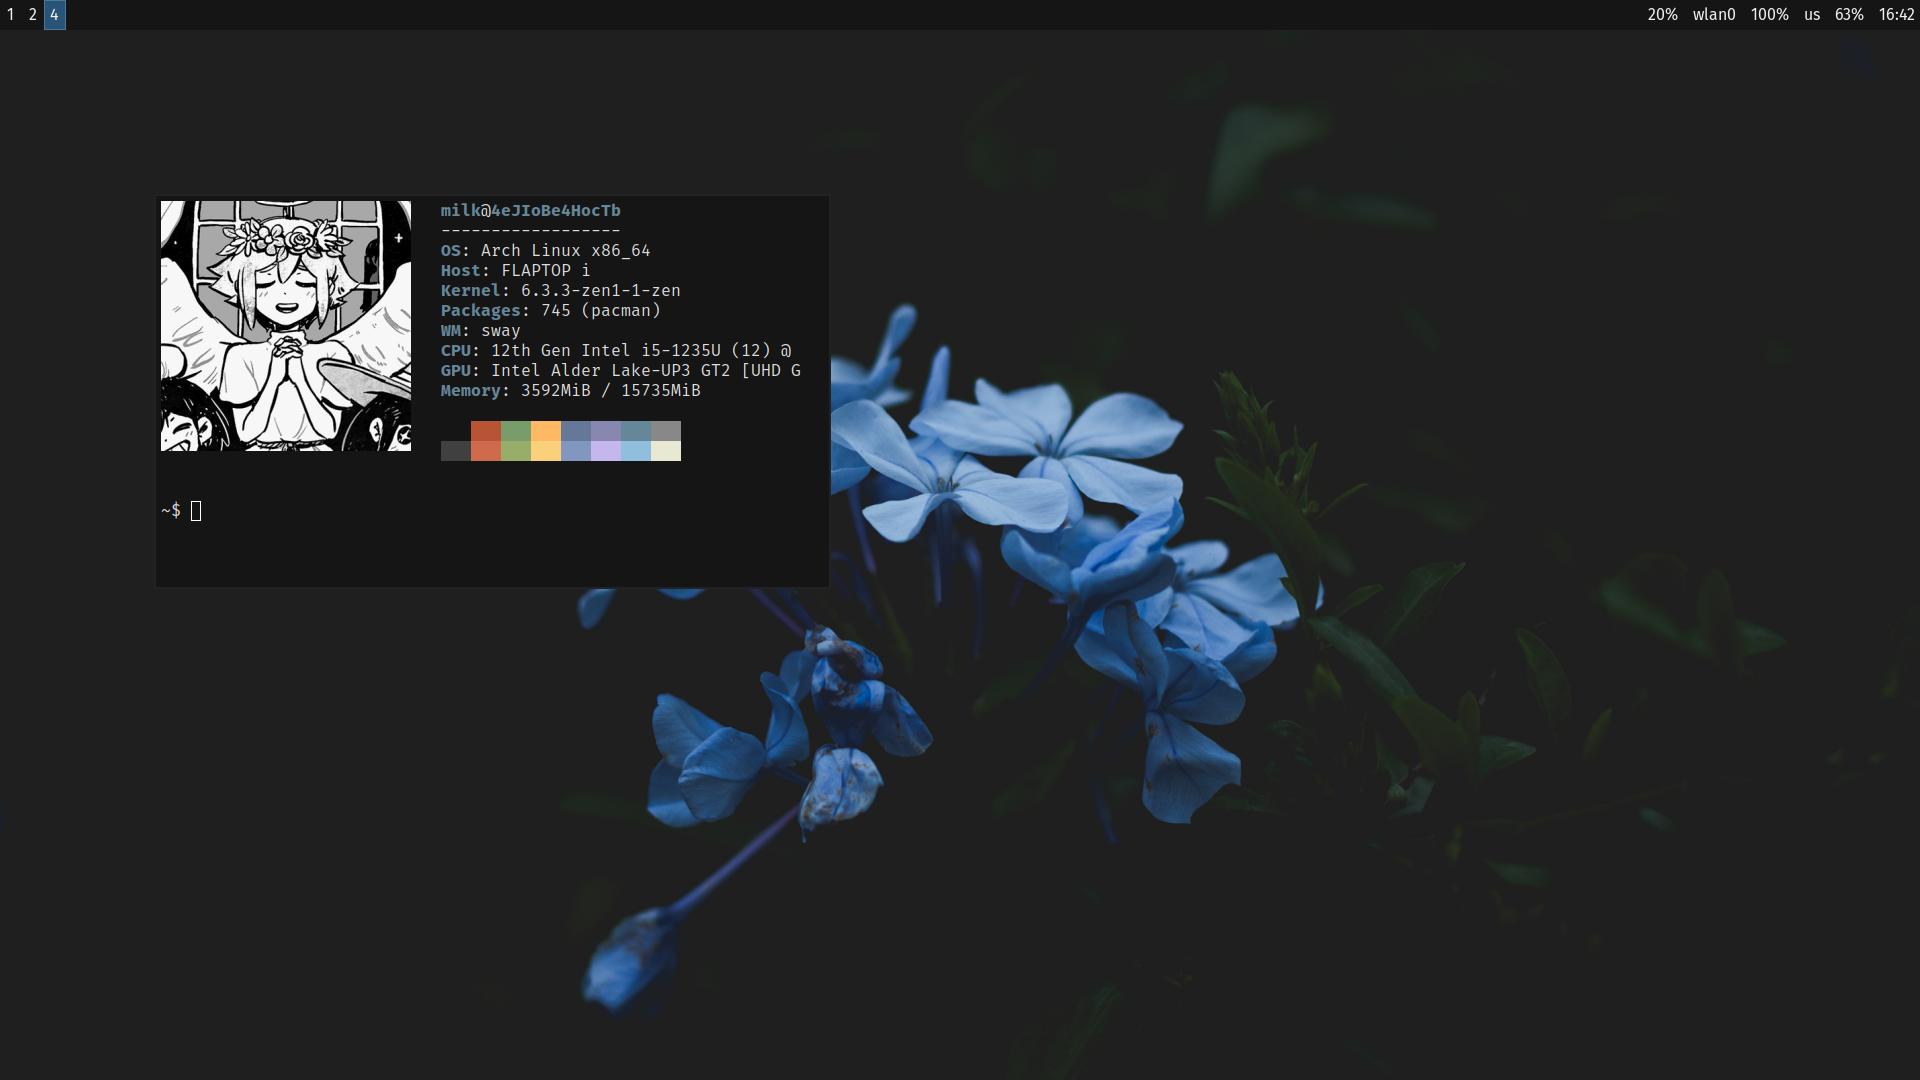 1 2 4 20% wlan0 100% us 63% 16:42
milk@4eJIoBe4HocTb
------------------
OS: Arch Linux x86_64
Host: FLAPTOP i
Kernel: 6.3.3-zen1-1-zen
Packages: 745 (pacman)
WM: sway
CPU: 12th Gen Intel i5-1235U (12) @
GPU: Intel Alder Lake-UP3 GT2 [UHD G
Memory: 3592MiB / 15735MiB
~$